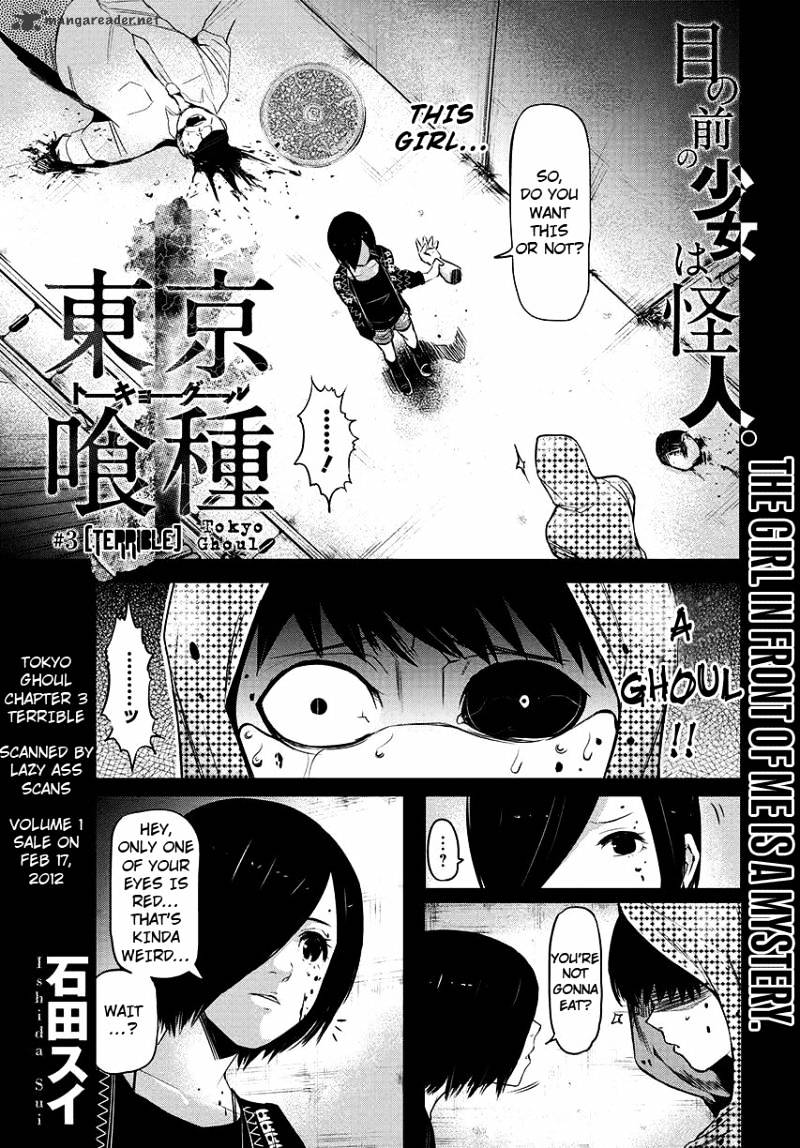 mangareader.net
目の前の少女は怪人。
THIS
GIRL...
SO,
DO YOU
WANT
THIS
OR NOT?
東京
トーキョーグール
喰種
#3 [TERRIBLE]
Tokyo
Ghoul
……!
THE GIRL IN FRONT OF ME IS A MYSTERY.
A
GHOUL
!!
………ッ
TOKYO
GHOUL
CHAPTER 3
TERRIBLE
SCANNED BY
LAZY ASS
SCANS
VOLUME 1
SALE ON
FEB 17,
2012
…?
YOU'RE
NOT
GONNA
EAT?
HEY,
ONLY ONE
OF YOUR
EYES IS
RED...
THAT'S
KINDA
WEIRD...
WAIT
...?
石田スイ
Ishida Sui